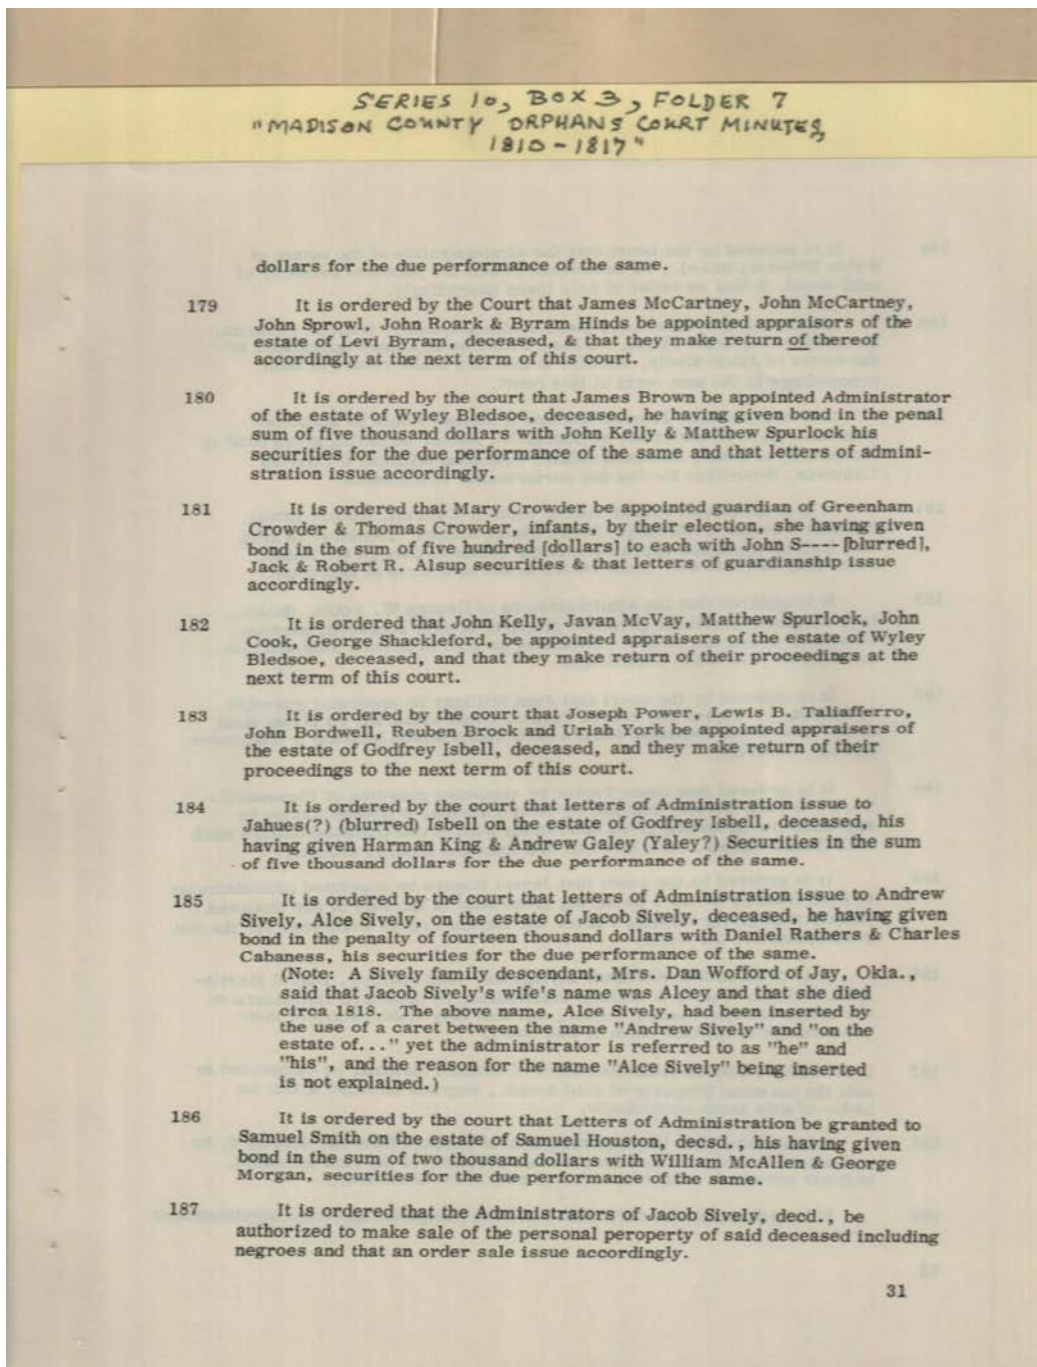 SERIES 10, BOX 3, FOLDER 7
"MADISON COUNTY ORPHANS COURT MINUTES,
1810-1817"
dollars for the due performance of the same.
179 It is ordered by the Court that James McCartney, John McCartney,
John Sprowl, John Roark & Byram Hinds be appointed appraisors of the
estate of Levi Byram, deceased, & that they make return of thereof
accordingly at the next term of this court.
180 It is ordered by the court that James Brown be appointed Administrator
of the estate of Wyley Bledsoe, deceased, he having given bond in the penal
sum of five thousand dollars with John Kelly & Matthew Spurlock his
securities for the due performance of the same and that letters of admini-
stration issue accordingly.
181 It is ordered that Mary Crowder be appointed guardian of Greenham
Crowder & Thomas Crowder, infants, by their election, she having given
bond in the sum of five hundred [dollars] to each with John S---- [blurred],
Jack & Robert R. Alsup securities & that letters of guardianship issue
accordingly.
182 It is ordered that John Kelly, Javan McVay, Matthew Spurlock, John
Cook, George Shackleford, be appointed appraisers of the estate of Wyley
Bledsoe, deceased, and that they make return of their proceedings at the
next term of this court.
183 It is ordered by the court that Joseph Power, Lewis B. Taliafferro,
John Bordwell, Reuben Brock and Uriah York be appointed appraisers of
the estate of Godfrey Isbell, deceased, and they make return of their
proceedings to the next term of this court.
184 It is ordered by the court that letters of Administration issue to
Jahues(?) (blurred) Isbell on the estate of Godfrey Isbell, deceased, his
having given Harman King & Andrew Galey (Yaley?) Securities in the sum
of five thousand dollars for the due performance of the same.
185 It is ordered by the court that letters of Administration issue to Andrew
Sively, Alce Sively, on the estate of Jacob Sively, deceased, he having given
bond in the penalty of fourteen thousand dollars with Daniel Rathers & Charles
Cabaness, his securities for the due performance of the same.
(Note: A Sively family descendant, Mrs. Dan Wofford of Jay, Okla.,
said that Jacob Sively's wife's name was Alcey and that she died
circa 1818. The above name, Alce Sively, had been inserted by
the use of a caret between the name "Andrew Sively" and "on the
estate of..." yet the administrator is referred to as "he" and
"his", and the reason for the name "Alce Sively" being inserted
is not explained.)
186 It is ordered by the court that Letters of Administration be granted to
Samuel Smith on the estate of Samuel Houston, decsd., his having given
bond in the sum of two thousand dollars with William McAllen & George
Morgan, securities for the due performance of the same.
187 It is ordered that the Administrators of Jacob Sively, decd., be
authorized to make sale of the personal peroperty of said deceased including
negroes and that an order sale issue accordingly.
31